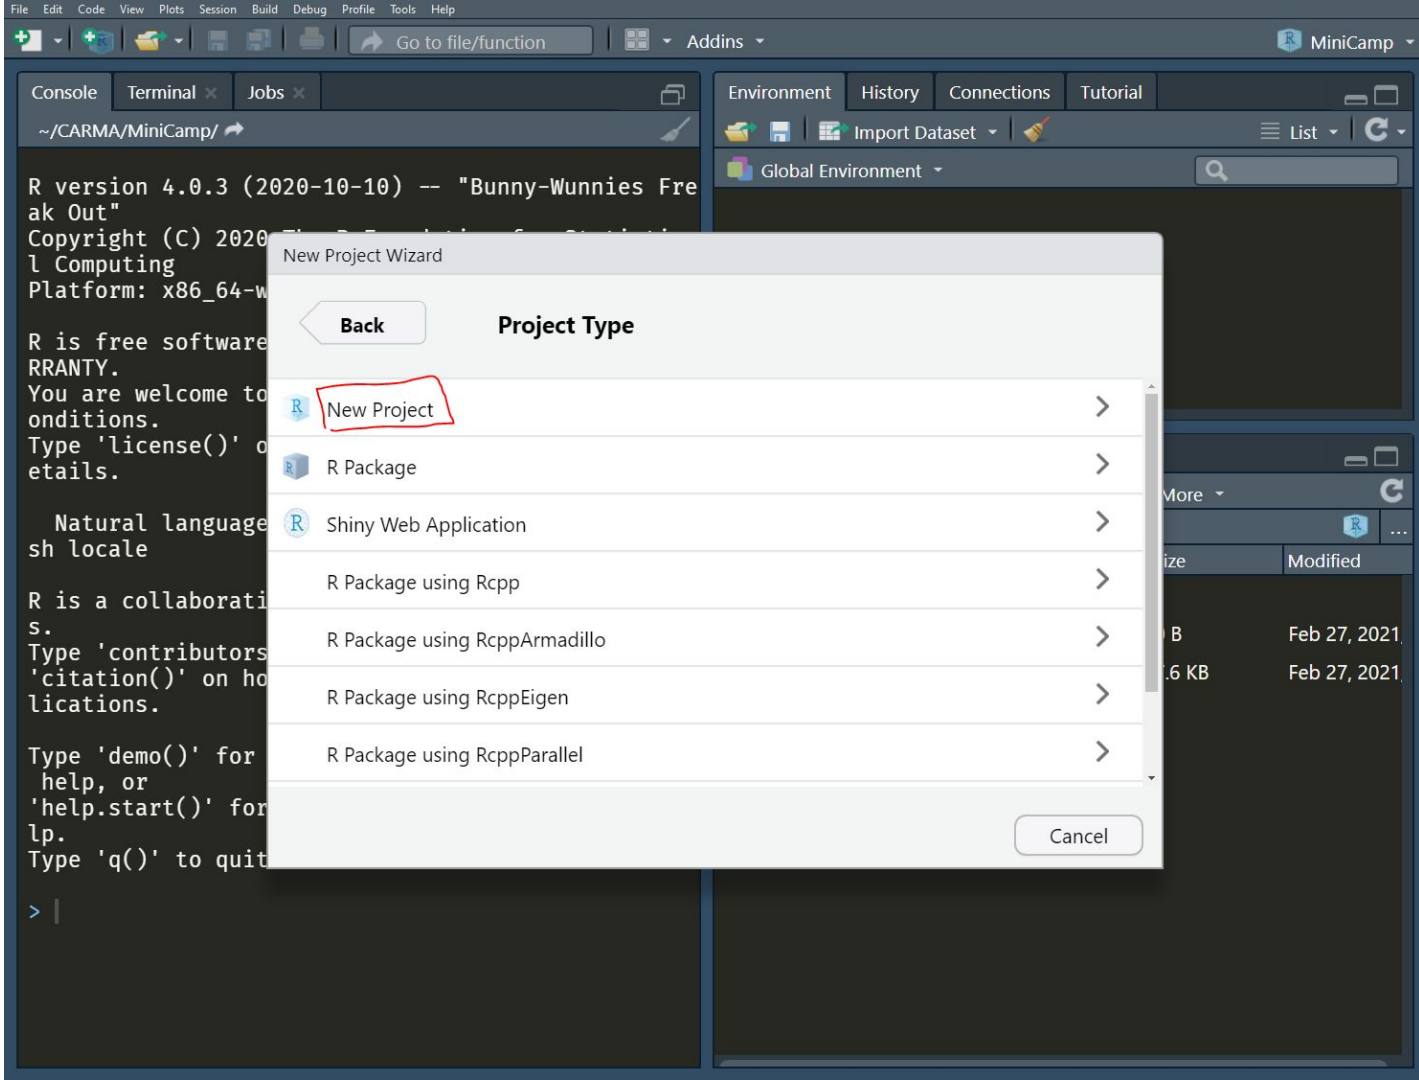 File Edit Code View Plots Session Build Debug Profile Tools Help
Go to file/function Addins MiniCamp
Console Terminal Jobs
~/CARMA/MiniCamp/
R version 4.0.3 (2020-10-10) -- "Bunny-Wunnies Fre
ak Out"
Copyright (C) 2020
l Computing
Platform: x86_64-w
R is free software
RRANTY.
You are welcome to
onditions.
Type 'license()' o
etails.
Natural language
sh locale
R is a collaborati
s.
Type 'contributors
'citation()' on ho
lications.
Type 'demo()' for
help, or
'help.start()' for
lp.
Type 'q()' to quit
>
Environment History Connections Tutorial
Import Dataset List
Global Environment
New Project Wizard
Back Project Type
New Project
R Package
Shiny Web Application
R Package using Rcpp
R Package using RcppArmadillo
R Package using RcppEigen
R Package using RcppParallel
Cancel
More
...
ize Modified
B Feb 27, 2021,
.6 KB Feb 27, 2021,